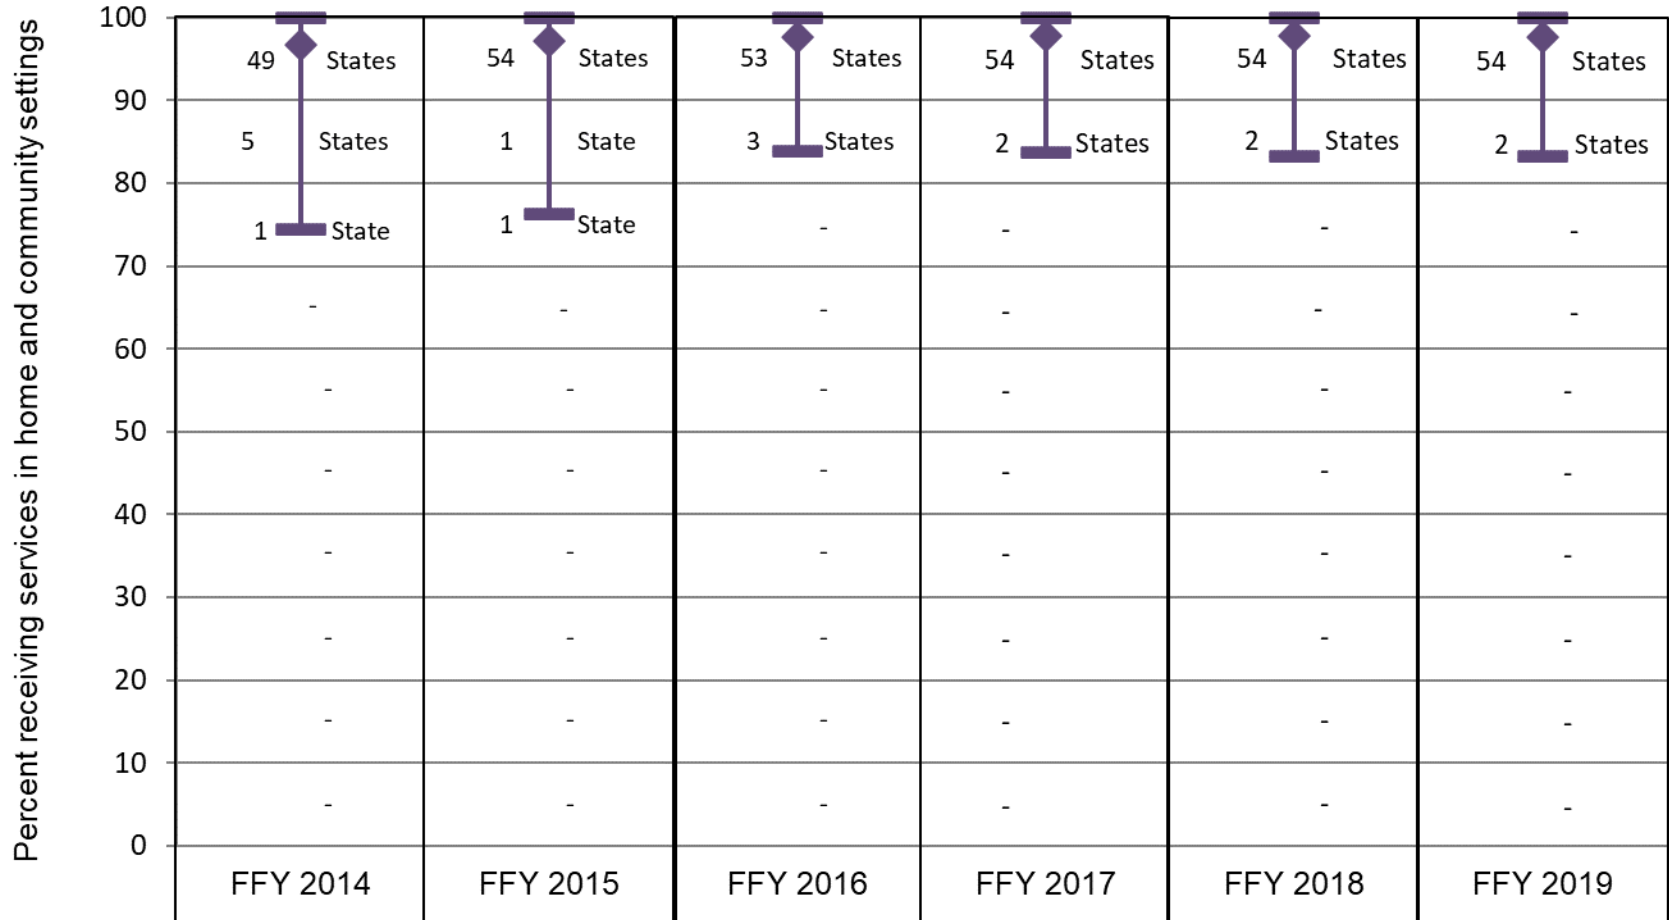 Percent receiving services in home and community settings
100
49 States 54 States 53 States 54 States 54 States 54 States
90
5 States 1 State 3 States 2 States 2 States 2 States
80
1 State 1 State - - - -
70
- - - - - -
60
- - - - - -
50
- - - - - -
40
- - - - - -
30
- - - - - -
20
- - - - - -
10
- - - - - -
0
FFY 2014 FFY 2015 FFY 2016 FFY 2017 FFY 2018 FFY 2019